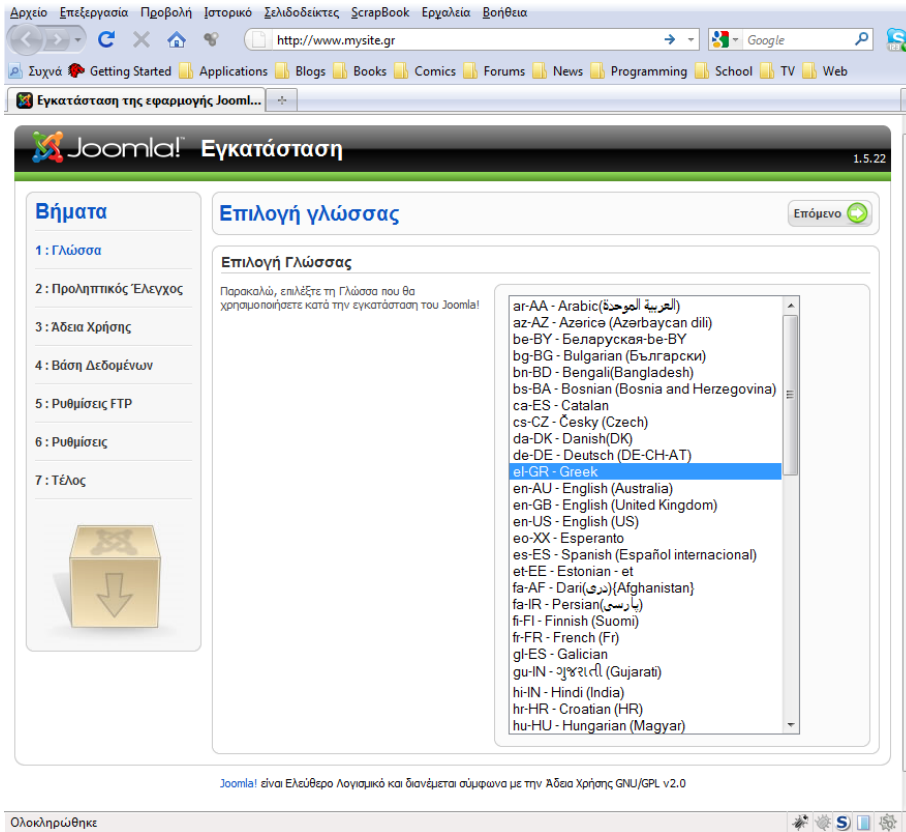 Αρχείο Επεξεργασία Προβολή Ιστορικό Σελιδοδείκτες ScrapBook Εργαλεία Βοήθεια
http://www.mysite.gr
Google
Συχνά Getting Started Applications Blogs Books Comics Forums News Programming School TV Web
Εγκατάσταση της εφαρμογής Jooml...
Joomla! Εγκατάσταση
1.5.22
Βήματα
1 : Γλώσσα
2 : Προληπτικός Έλεγχος
3 : Άδεια Χρήσης
4 : Βάση Δεδομένων
5 : Ρυθμίσεις FTP
6 : Ρυθμίσεις
7 : Τέλος
Επιλογή γλώσσας
Επόμενο
Επιλογή Γλώσσας
Παρακαλώ, επιλέξτε τη Γλώσσα που θα
χρησιμοποιήσετε κατά την εγκατάσταση του Joomla!
ar-AA - Arabic(العربية الموحدة)
az-AZ - Azəricə (Azərbaycan dili)
be-BY - Беларуская-be-BY
bg-BG - Bulgarian (Български)
bn-BD - Bengali(Bangladesh)
bs-BA - Bosnian (Bosnia and Herzegovina)
ca-ES - Catalan
cs-CZ - Česky (Czech)
da-DK - Danish(DK)
de-DE - Deutsch (DE-CH-AT)
el-GR - Greek
en-AU - English (Australia)
en-GB - English (United Kingdom)
en-US - English (US)
eo-XX - Esperanto
es-ES - Spanish (Español internacional)
et-EE - Estonian - et
fa-AF - Dari(دری){Afghanistan}
fa-IR - Persian(پارسی)
fi-FI - Finnish (Suomi)
fr-FR - French (Fr)
gl-ES - Galician
gu-IN - ગુજરાતી (Gujarati)
hi-IN - Hindi (India)
hr-HR - Croatian (HR)
hu-HU - Hungarian (Magyar)
Joomla! είναι Ελεύθερο Λογισμικό και διανέμεται σύμφωνα με την Άδεια Χρήσης GNU/GPL v2.0
Ολοκληρώθηκε